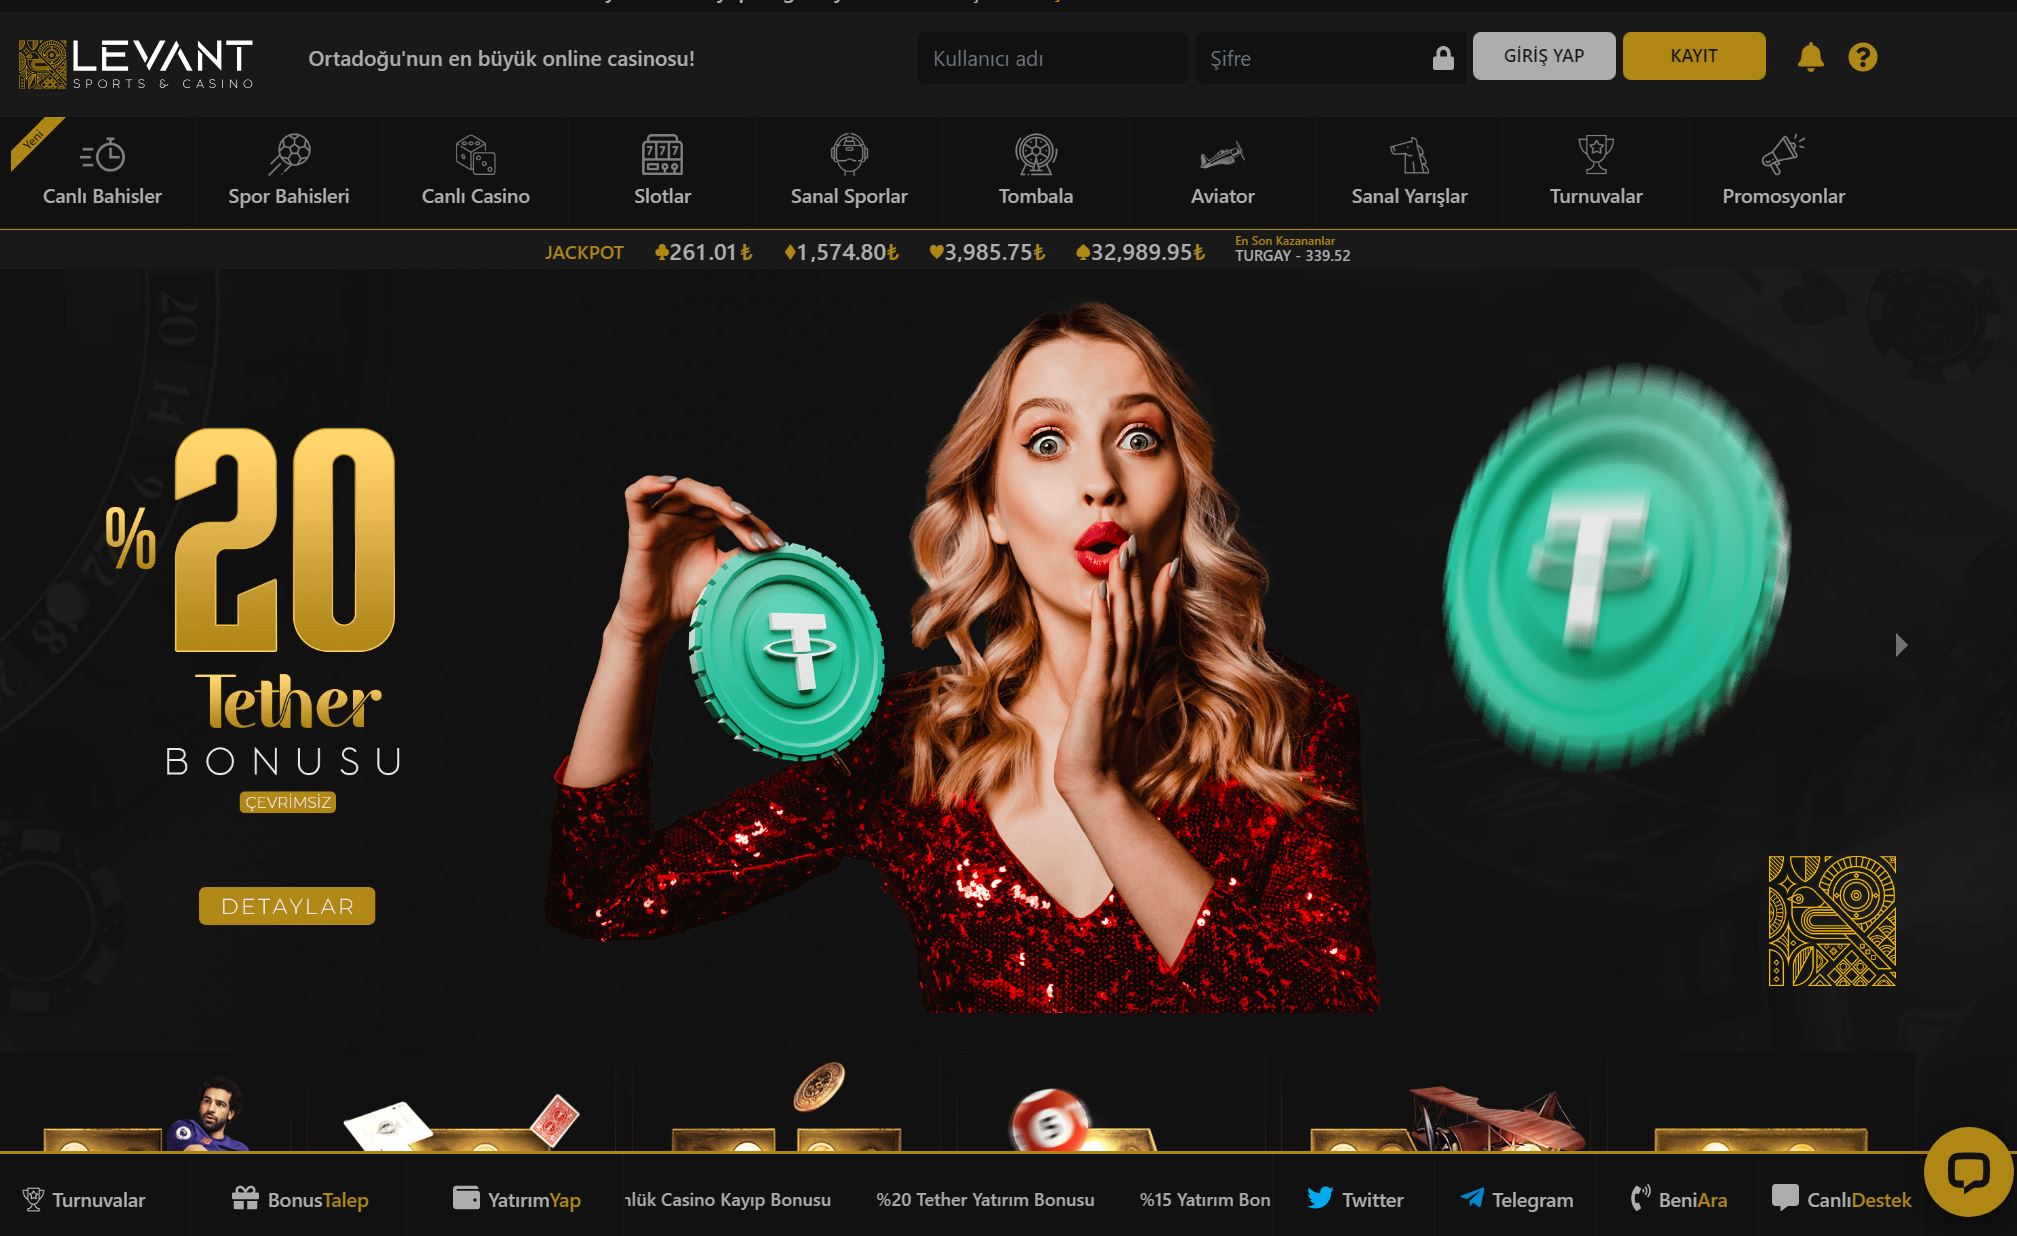 LEVANT
SPORTS & CASINO
Ortadoğu'nun en büyük online casinosu!
Kullanıcı adı
Şifre
GİRİŞ YAP
KAYIT
Yeni
Canlı Bahisler
Spor Bahisleri
Canlı Casino
Slotlar
Sanal Sporlar
Tombala
Aviator
Sanal Yarışlar
Turnuvalar
Promosyonlar
JACKPOT ♣261.01₺ ♦1,574.80₺ ♥3,985.75₺ ♠32,989.95₺
En Son Kazananlar
TURGAY - 339.52
%20
Tether
BONUSU
ÇEVRİMSİZ
DETAYLAR
Turnuvalar
BonusTalep
YatırımYap
nlük Casino Kayıp Bonusu
%20 Tether Yatırım Bonusu
%15 Yatırım Bon
Twitter
Telegram
BeniAra
CanlıDestek